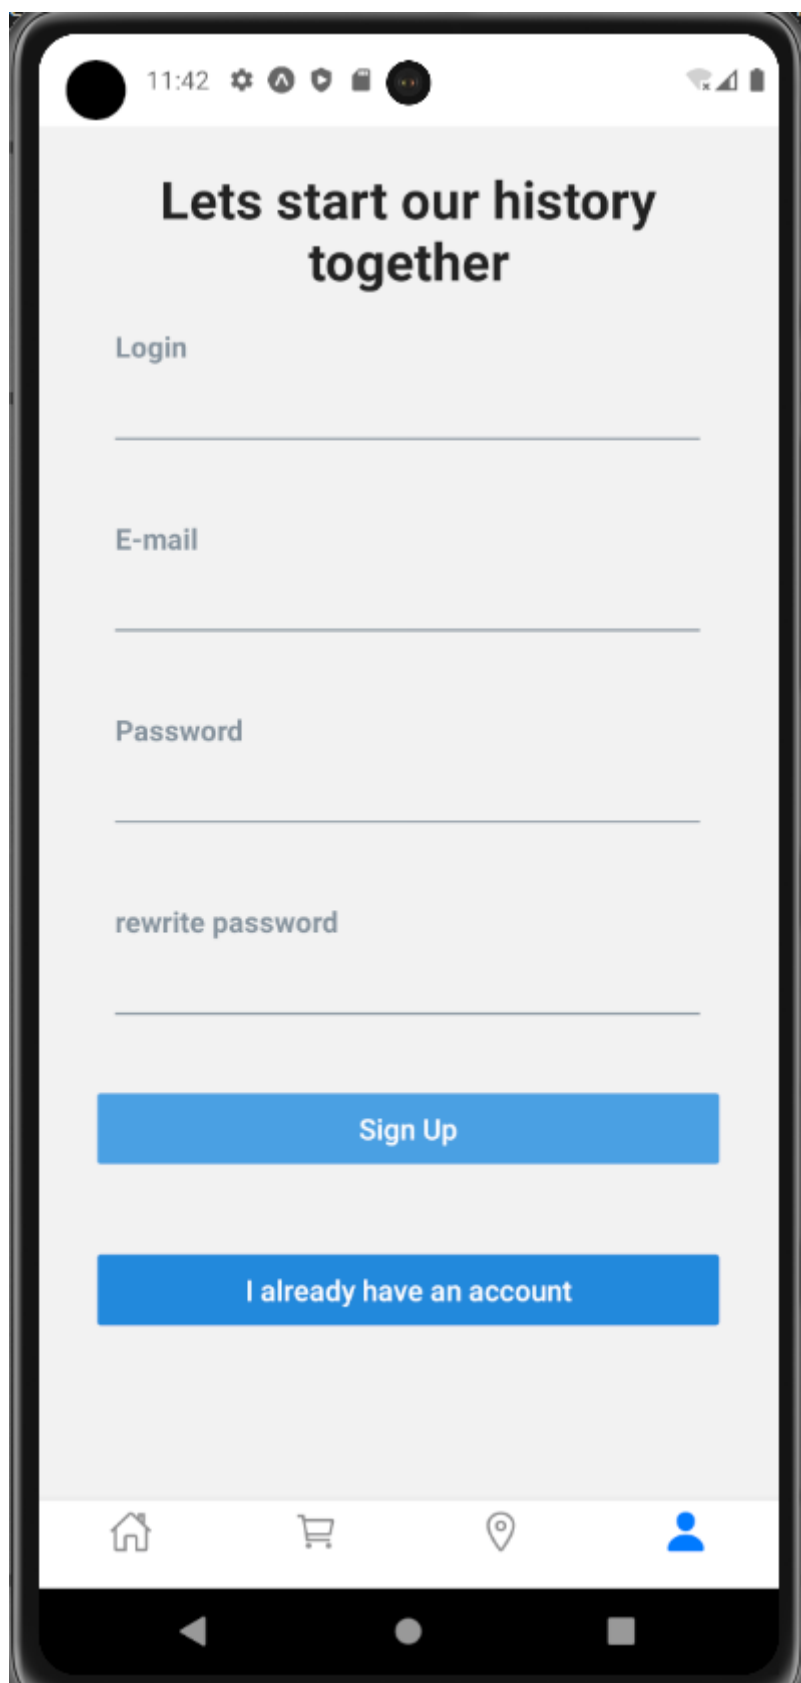 11:42
Lets start our history
together
Login
E-mail
Password
rewrite password
Sign Up
I already have an account